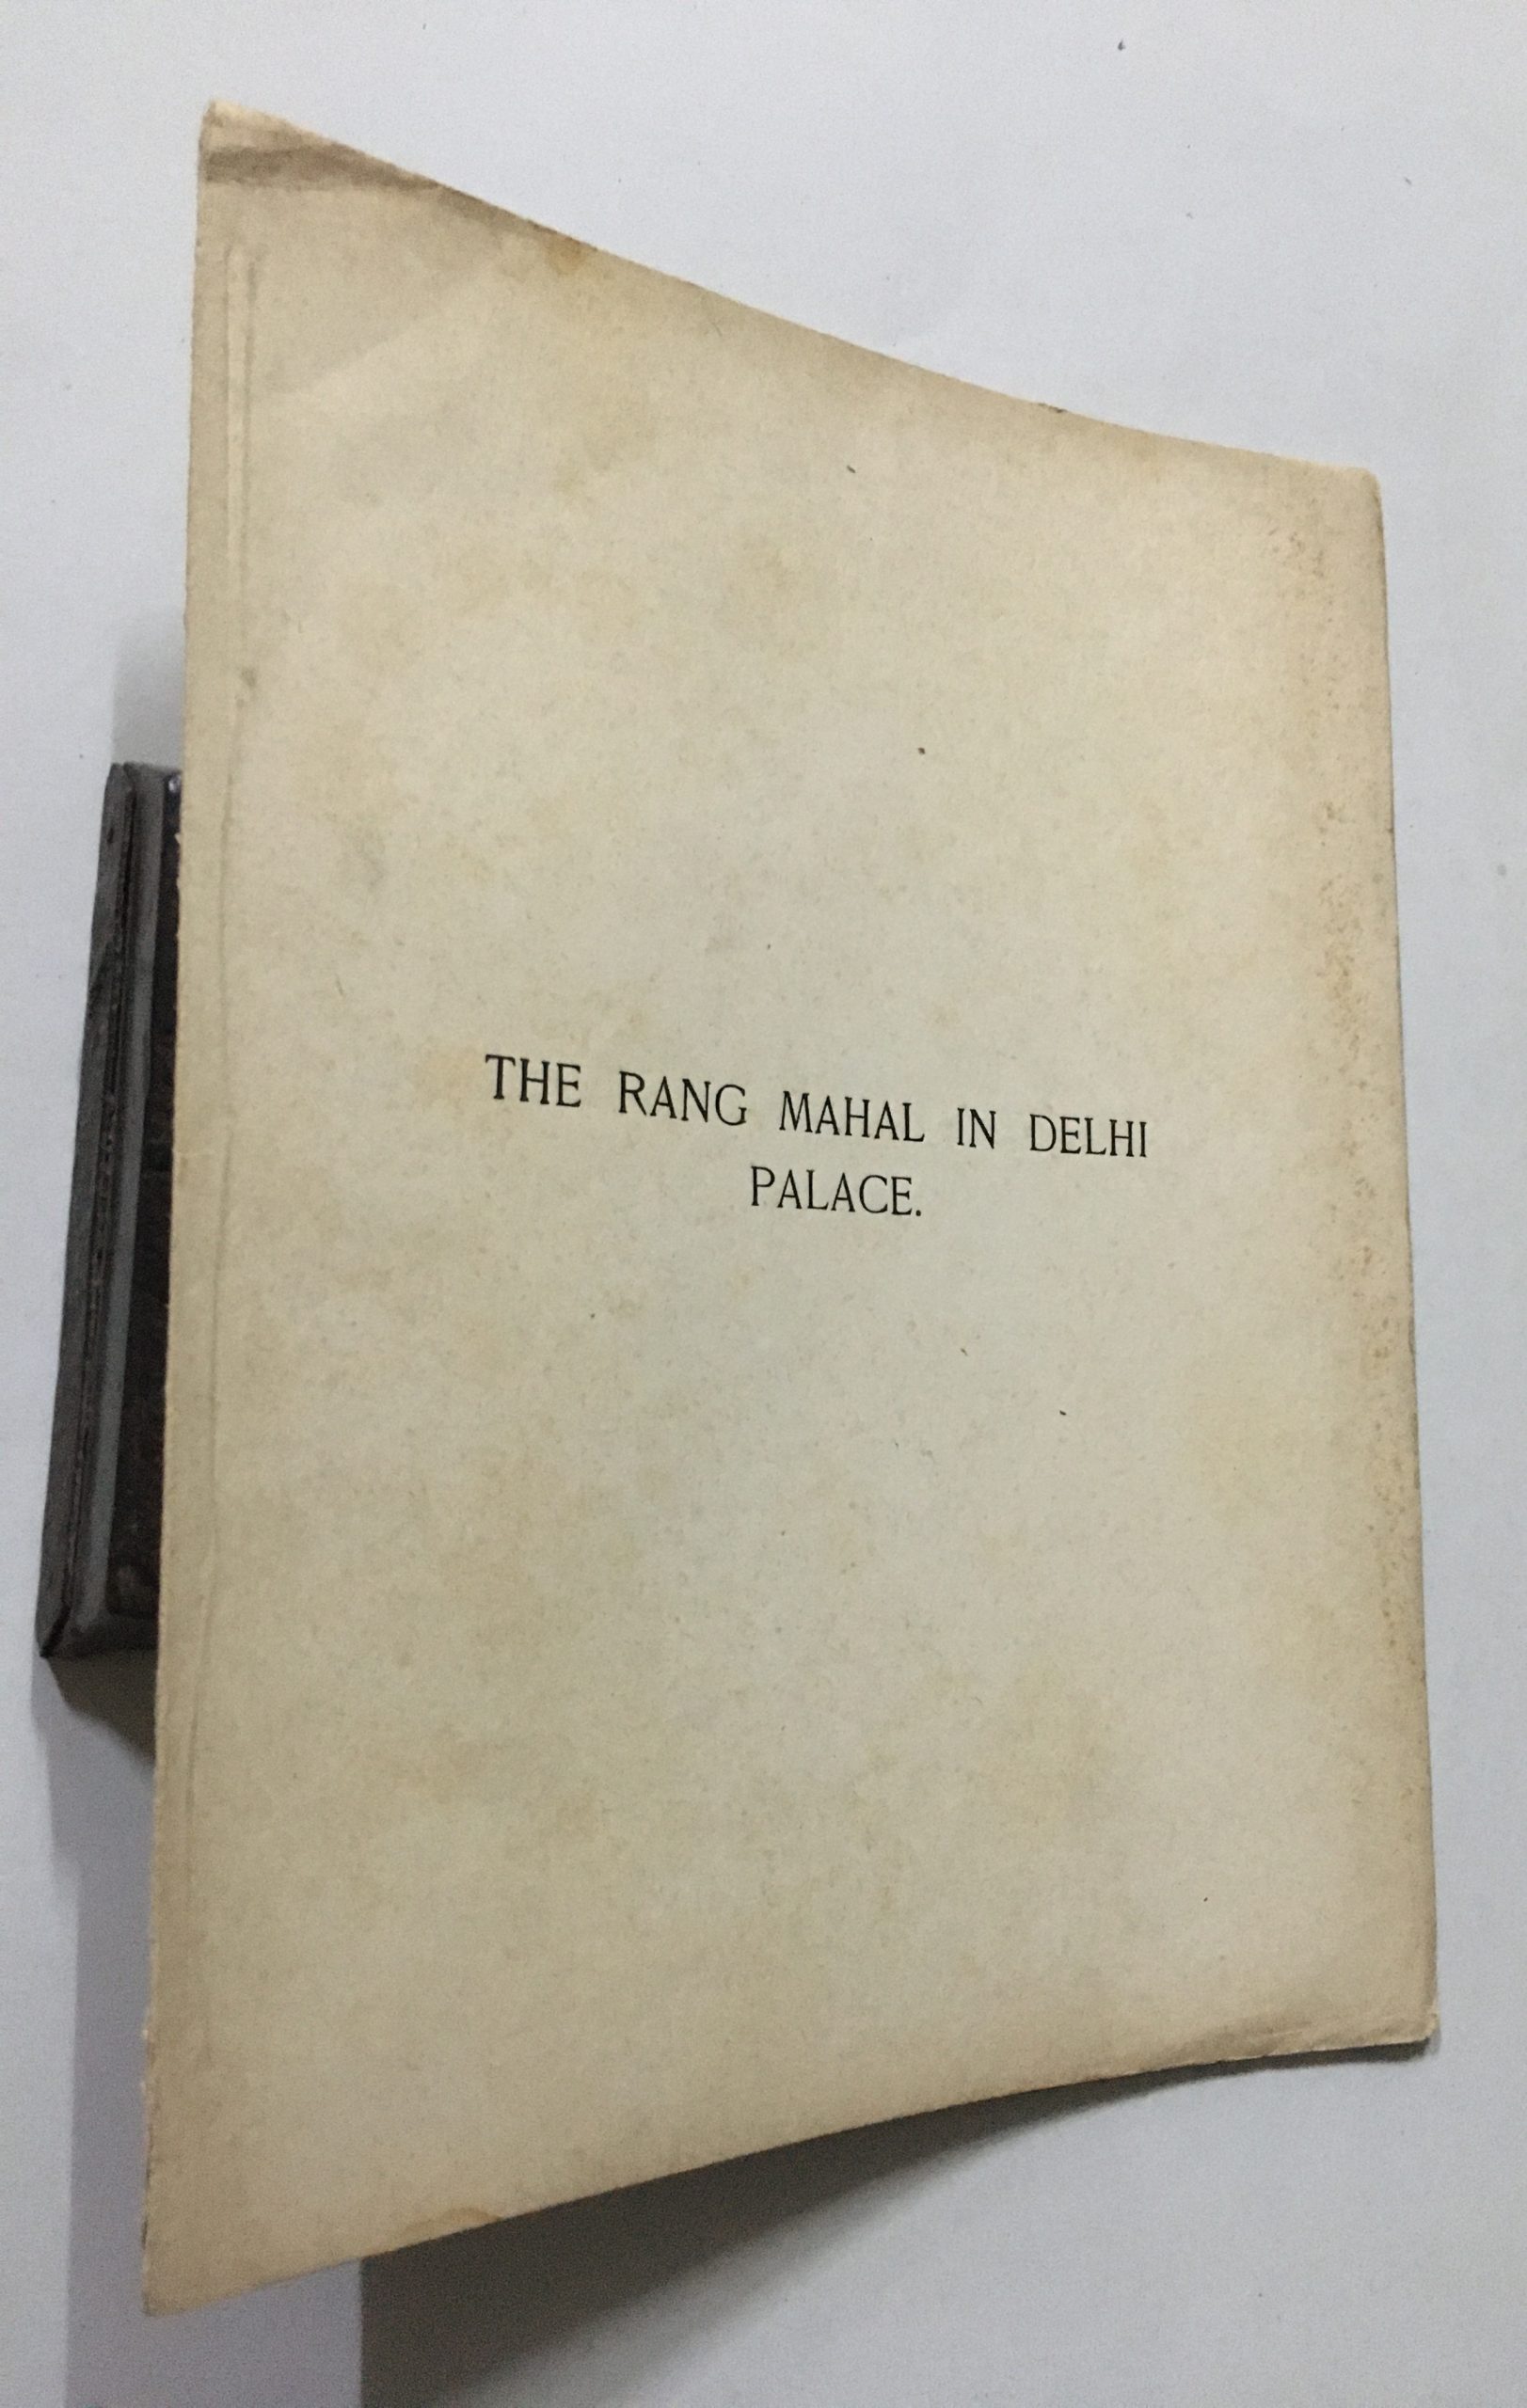 THE RANG MAHAL IN DELHI
PALACE.